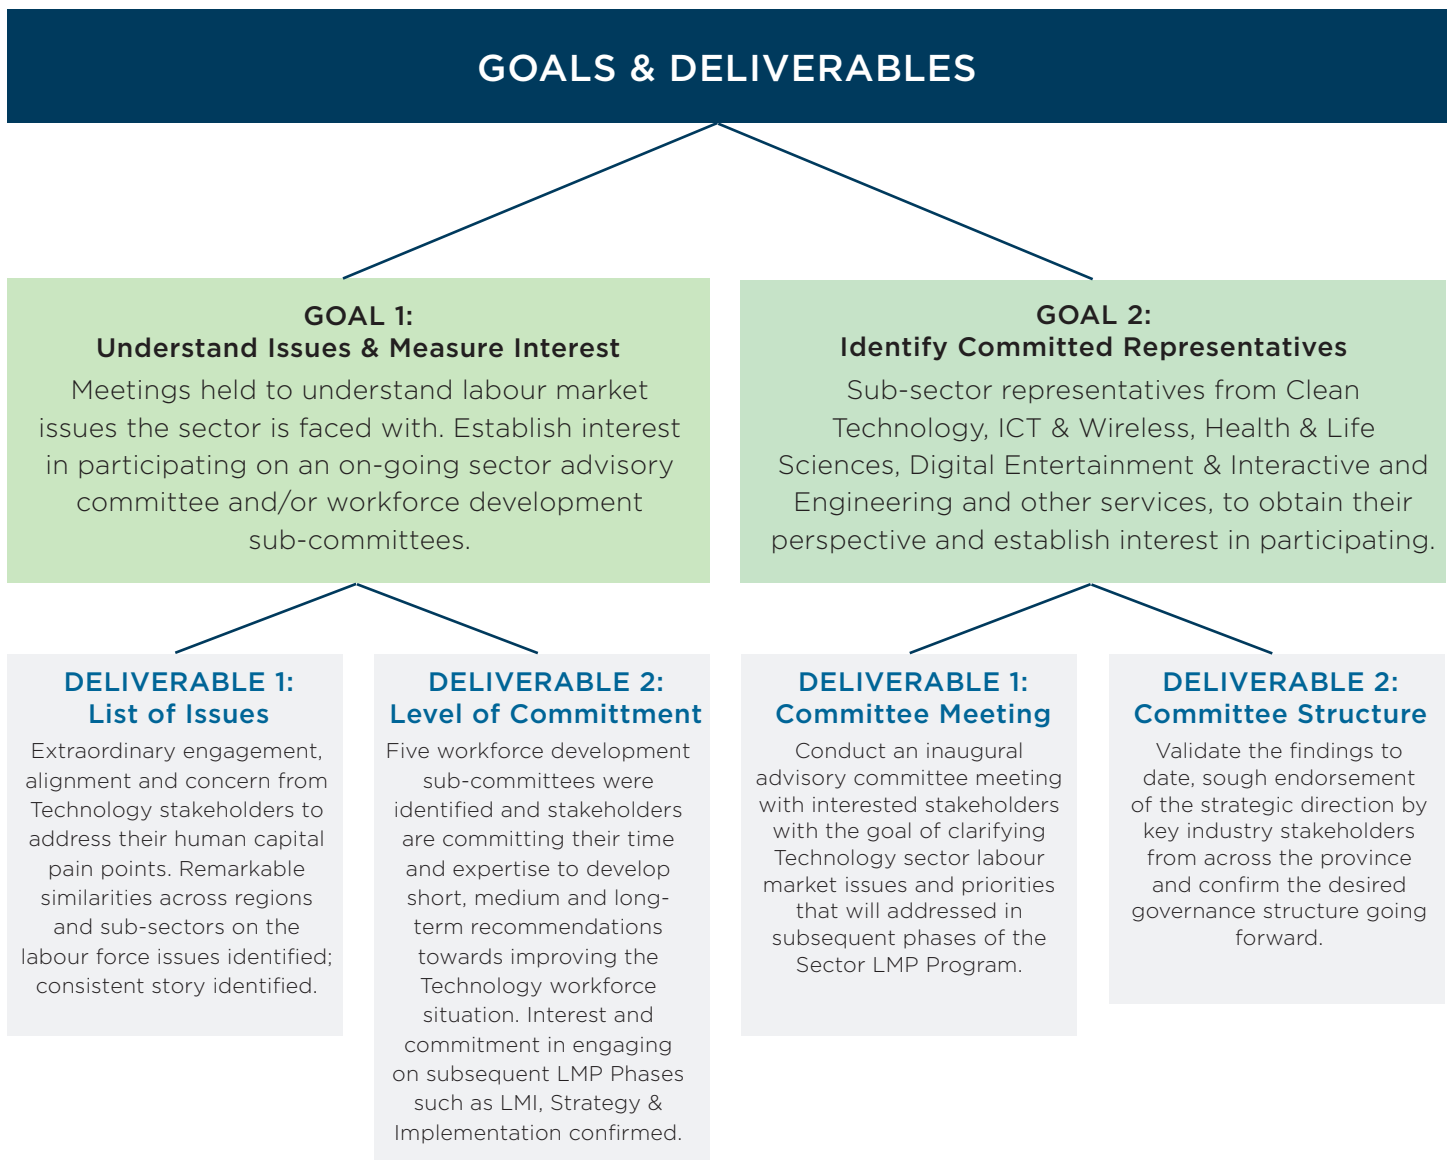 GOALS & DELIVERABLES
GOAL 1:
Understand Issues & Measure Interest
Meetings held to understand labour market
issues the sector is faced with. Establish interest
in participating on an on-going sector advisory
committee and/or workforce development
sub-committees.
GOAL 2:
Identify Committed Representatives
Sub-sector representatives from Clean
Technology, ICT & Wireless, Health & Life
Sciences, Digital Entertainment & Interactive and
Engineering and other services, to obtain their
perspective and establish interest in participating.
DELIVERABLE 1:
List of Issues
Extraordinary engagement,
alignment and concern from
Technology stakeholders to
address their human capital
pain points. Remarkable
similarities across regions
and sub-sectors on the
labour force issues identified;
consistent story identified.
DELIVERABLE 2:
Level of Committment
Five workforce development
sub-committees were
identified and stakeholders
are committing their time
and expertise to develop
short, medium and long-
term recommendations
towards improving the
Technology workforce
situation. Interest and
commitment in engaging
on subsequent LMP Phases
such as LMI, Strategy &
Implementation confirmed.
DELIVERABLE 1:
Committee Meeting
Conduct an inaugural
advisory committee meeting
with interested stakeholders
with the goal of clarifying
Technology sector labour
market issues and priorities
that will addressed in
subsequent phases of the
Sector LMP Program.
DELIVERABLE 2:
Committee Structure
Validate the findings to
date, sough endorsement
of the strategic direction by
key industry stakeholders
from across the province
and confirm the desired
governance structure going
forward.